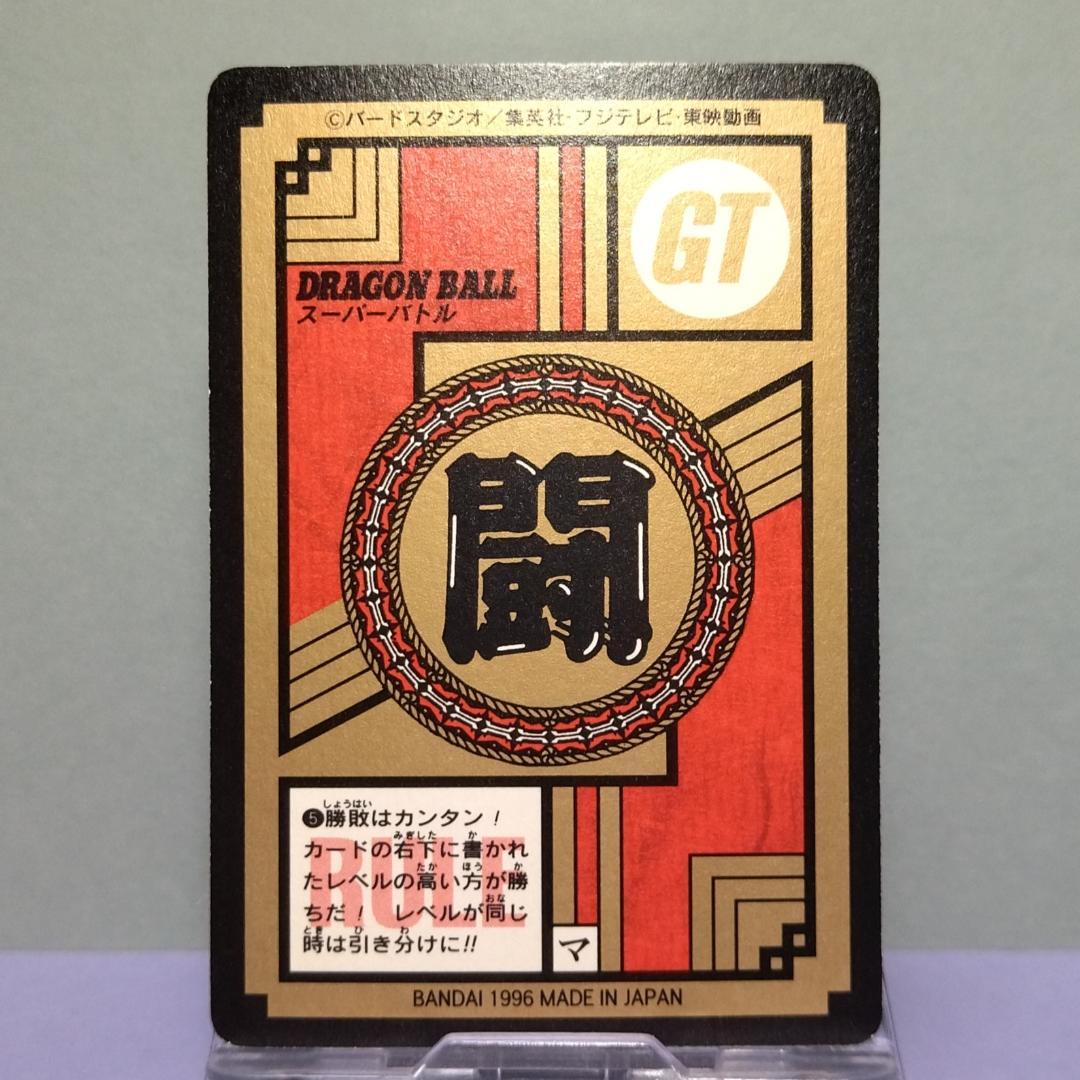 ©バードスタジオ／集英社・フジテレビ・東映動画
GT
DRAGON BALL
スーパーバトル
闘
RULE
❺勝敗はカンタン！
カードの右下に書かれ
たレベルの高い方が勝
ちだ！　レベルが同じ
時は引き分けに!!
マ
BANDAI 1996 MADE IN JAPAN